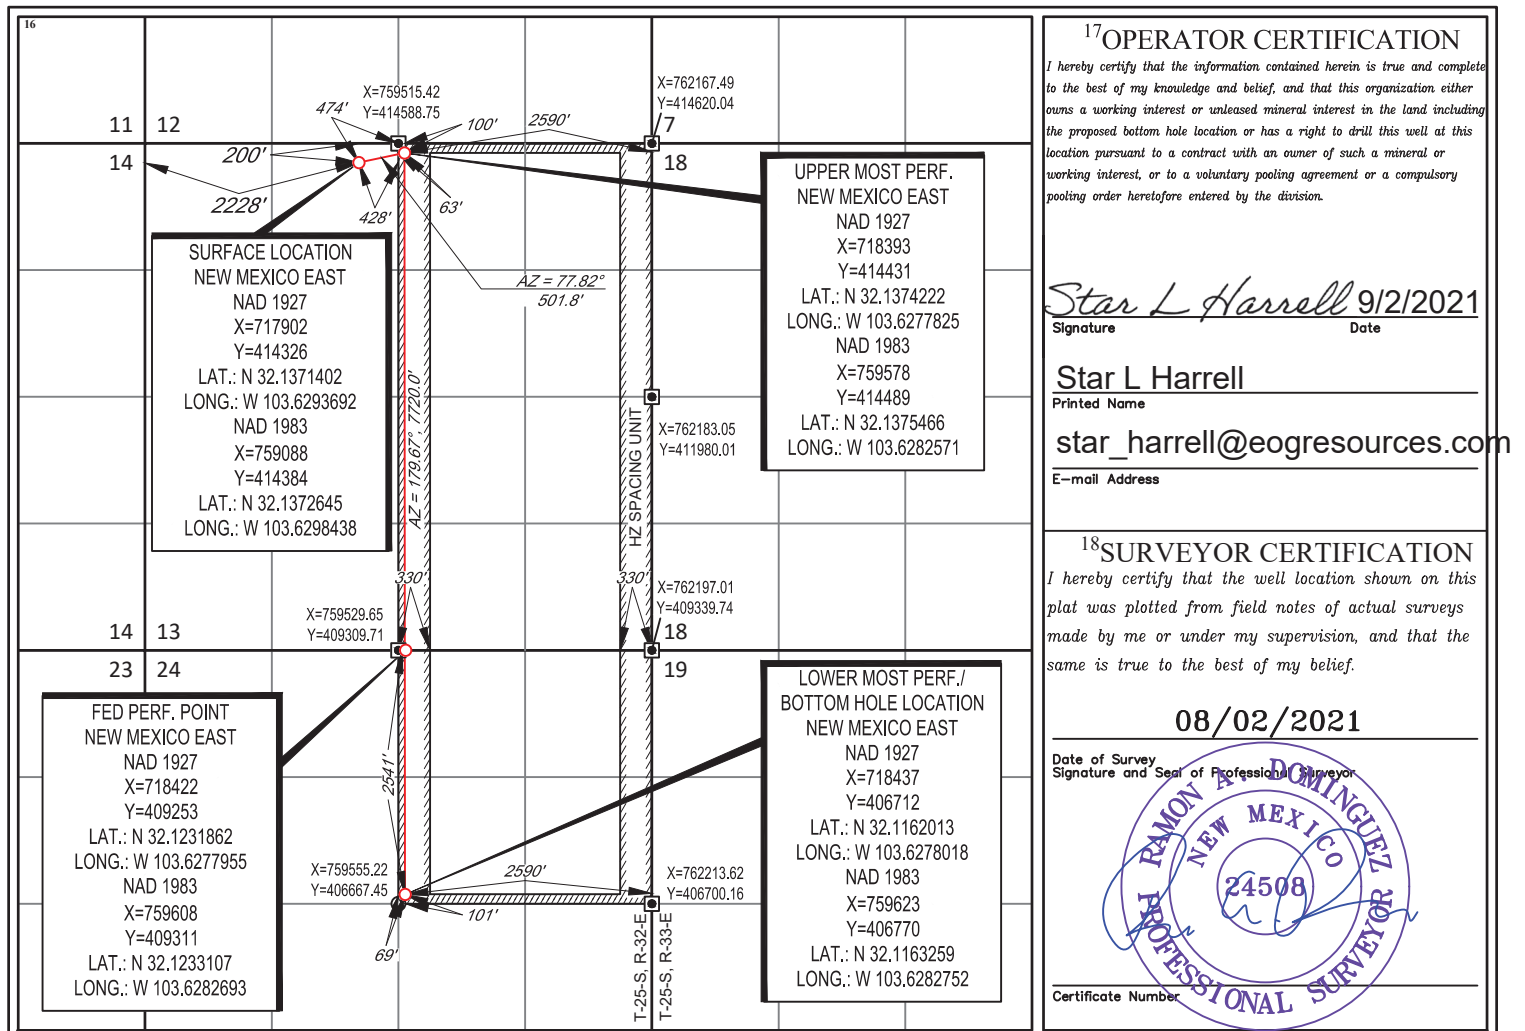 16
11 12
14
7
18
14 13
23 24
18
19
X=759515.42
Y=414588.75
X=762167.49
Y=414620.04
474'
100'
2590'
200'
2228'
428'
63'
AZ = 77.82°
501.8'
SURFACE LOCATION
NEW MEXICO EAST
NAD 1927
X=717902
Y=414326
LAT.: N 32.1371402
LONG.: W 103.6293692
NAD 1983
X=759088
Y=414384
LAT.: N 32.1372645
LONG.: W 103.6298438
UPPER MOST PERF.
NEW MEXICO EAST
NAD 1927
X=718393
Y=414431
LAT.: N 32.1374222
LONG.: W 103.6277825
NAD 1983
X=759578
Y=414489
LAT.: N 32.1375466
LONG.: W 103.6282571
AZ = 179.67°, 7720.0'
HZ SPACING UNIT
X=762183.05
Y=411980.01
330'
330'
X=759529.65
Y=409309.71
X=762197.01
Y=409339.74
FED PERF. POINT
NEW MEXICO EAST
NAD 1927
X=718422
Y=409253
LAT.: N 32.1231862
LONG.: W 103.6277955
NAD 1983
X=759608
Y=409311
LAT.: N 32.1233107
LONG.: W 103.6282693
2541'
LOWER MOST PERF./
BOTTOM HOLE LOCATION
NEW MEXICO EAST
NAD 1927
X=718437
Y=406712
LAT.: N 32.1162013
LONG.: W 103.6278018
NAD 1983
X=759623
Y=406770
LAT.: N 32.1163259
LONG.: W 103.6282752
X=759555.22
Y=406667.45
2590'
X=762213.62
Y=406700.16
101'
69'
T-25-S, R-32-E
T-25-S, R-33-E
17OPERATOR CERTIFICATION
I hereby certify that the information contained herein is true and complete
to the best of my knowledge and belief, and that this organization either
owns a working interest or unleased mineral interest in the land including
the proposed bottom hole location or has a right to drill this well at this
location pursuant to a contract with an owner of such a mineral or
working interest, or to a voluntary pooling agreement or a compulsory
pooling order heretofore entered by the division.
Star L Harrell 9/2/2021
Signature Date
Star L Harrell
Printed Name
star_harrell@eogresources.com
E-mail Address
18SURVEYOR CERTIFICATION
I hereby certify that the well location shown on this
plat was plotted from field notes of actual surveys
made by me or under my supervision, and that the
same is true to the best of my belief.
08/02/2021
Date of Survey
Signature and Seal of Professional Surveyor
RAMON A. DOMINGUEZ
NEW MEXICO
24508
PROFESSIONAL SURVEYOR
Certificate Number